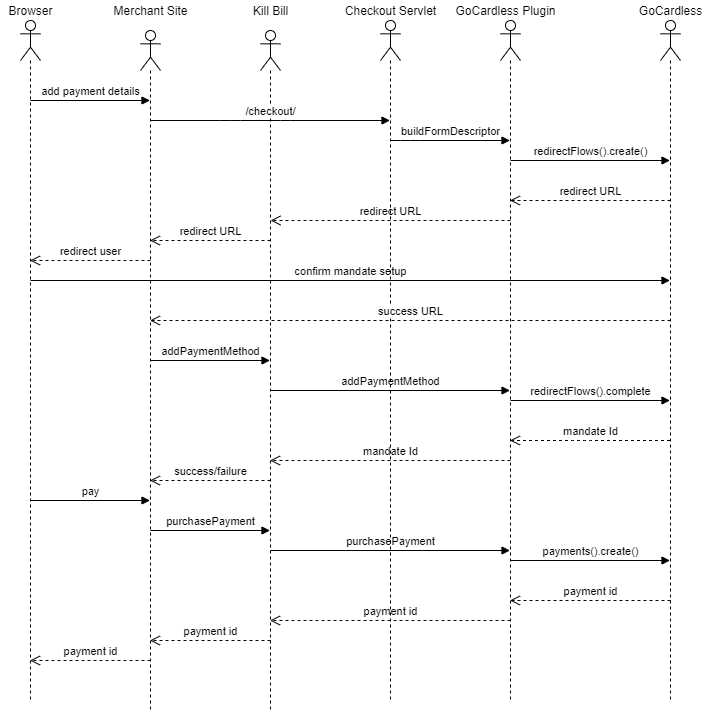 Browser
Merchant Site
Kill Bill
Checkout Servlet
GoCardless Plugin
GoCardless
add payment details
/checkout/
buildFormDescriptor
redirectFlows().create()
redirect URL
redirect URL
redirect URL
redirect user
confirm mandate setup
success URL
addPaymentMethod
addPaymentMethod
redirectFlows().complete
mandate Id
mandate Id
success/failure
pay
purchasePayment
purchasePayment
payments().create()
payment id
payment id
payment id
payment id